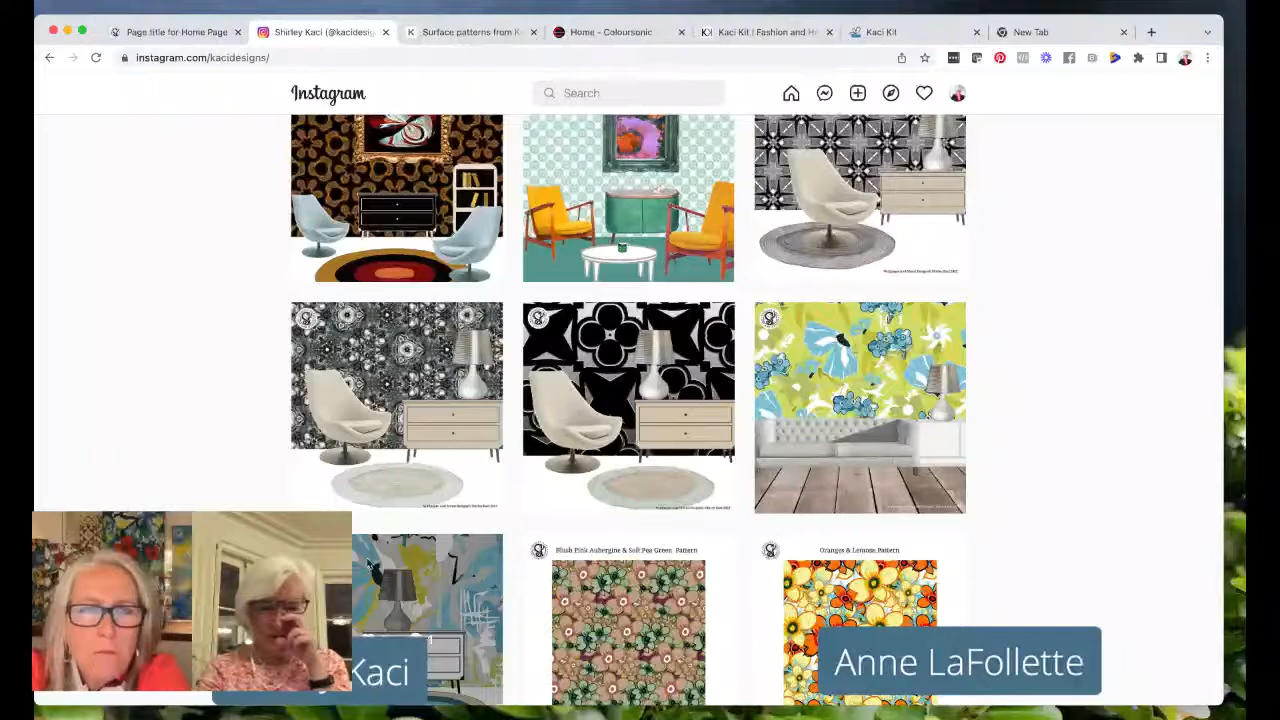 Page title for Home Page
Shirley Kaci (@kacidesig
Surface patterns from K
Home - Coloursonic
Kaci Kit.I Fashion and H
Kaci Kit
New Tab
instagram.com/kacidesigns/
Instagram
Search
Blush Pink Aubergine & Soft Pea Green Pattern
Oranges & Lemons Pattern
Kaci
Anne LaFollette